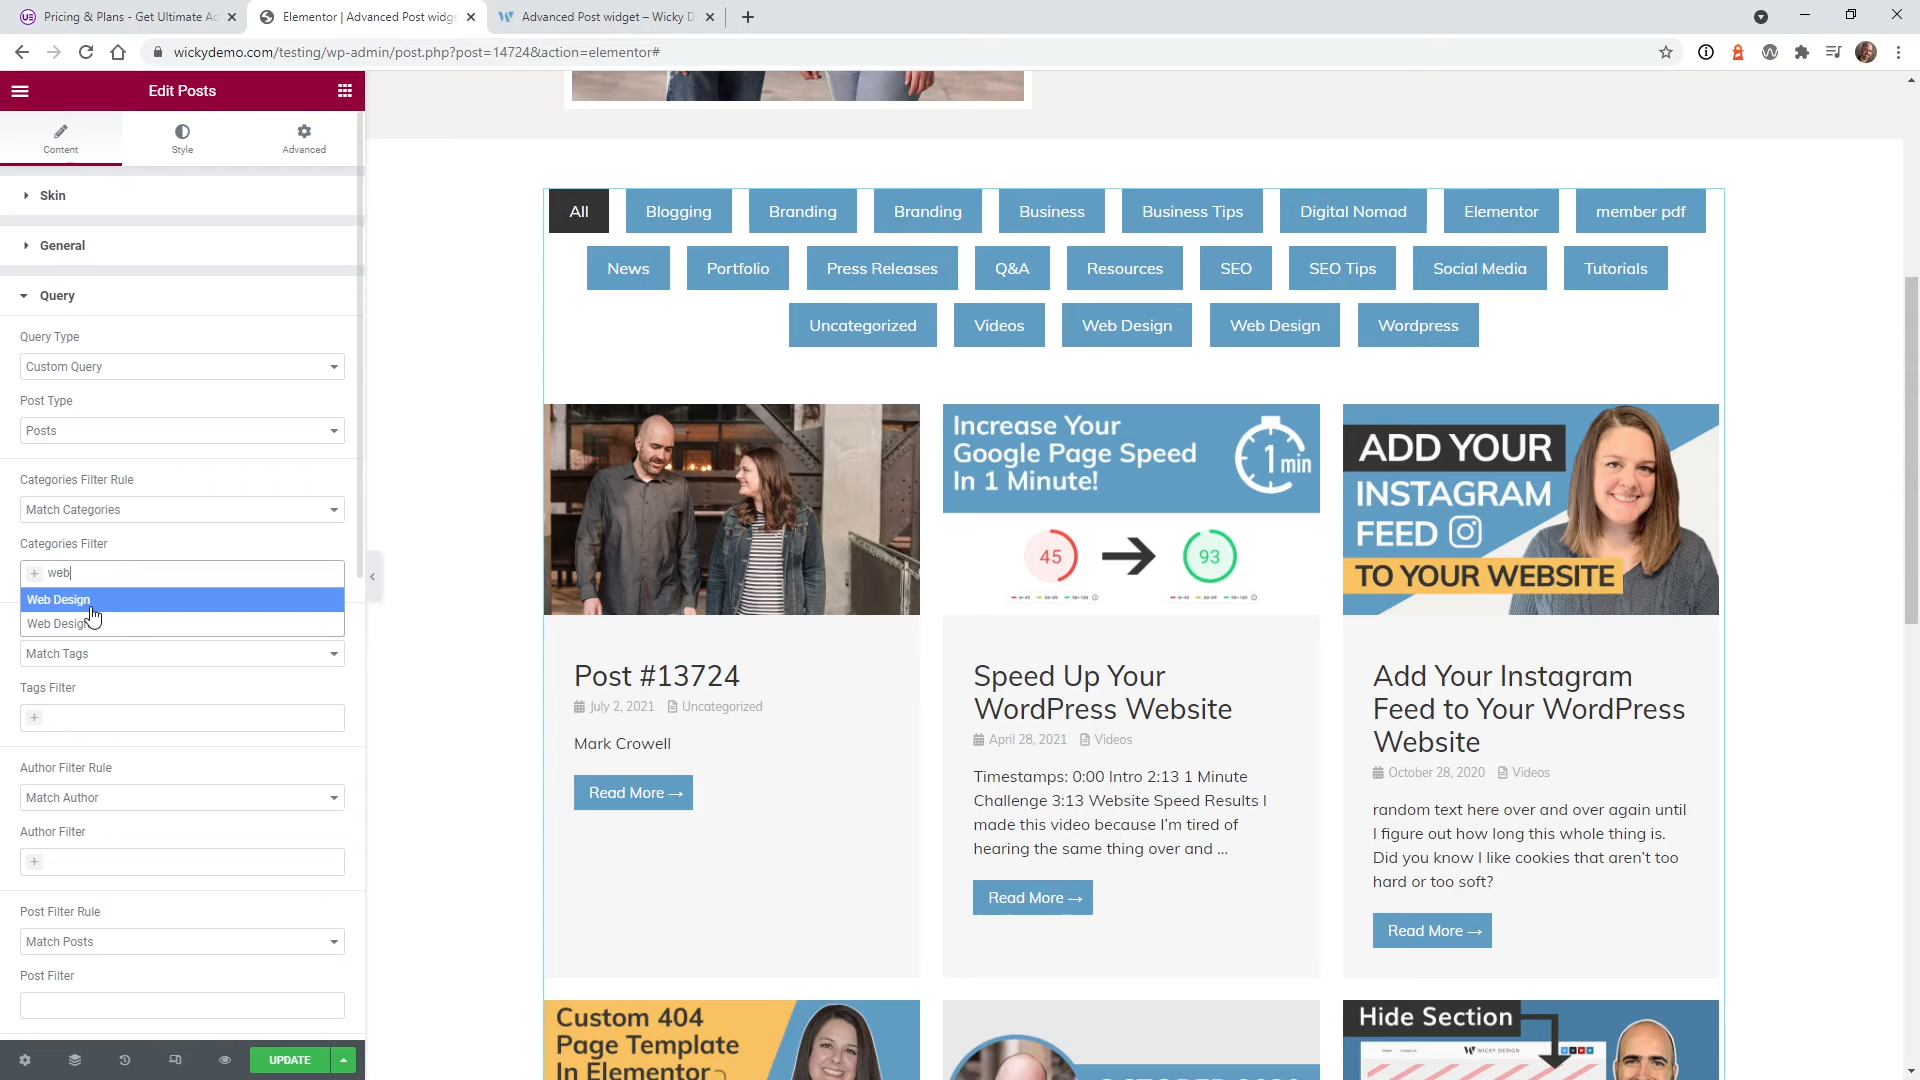 Pricing & Plans - Get Ultimate Ad
Elementor | Advanced Post widge
Advanced Post widget – Wicky D
wickydemo.com/testing/wp-admin/post.php?post=14724&action=elementor#
Edit Posts
Content
Style
Advanced
Skin
General
Query
Query Type
Custom Query
Post Type
Posts
Categories Filter Rule
Match Categories
Categories Filter
web
Web Design
Web Design
Match Tags
Tags Filter
Author Filter Rule
Match Author
Author Filter
Post Filter Rule
Match Posts
Post Filter
UPDATE
All
Blogging
Branding
Branding
Business
Business Tips
Digital Nomad
Elementor
member pdf
News
Portfolio
Press Releases
Q&A
Resources
SEO
SEO Tips
Social Media
Tutorials
Uncategorized
Videos
Web Design
Web Design
Wordpress
Post #13724
July 2, 2021 Uncategorized
Mark Crowell
Read More →
Increase Your
Google Page Speed
In 1 Minute!
1 min
45 → 93
Speed Up Your
WordPress Website
April 28, 2021 Videos
Timestamps: 0:00 Intro 2:13 1 Minute
Challenge 3:13 Website Speed Results I
made this video because I'm tired of
hearing the same thing over and ...
Read More →
ADD YOUR
INSTAGRAM
FEED
TO YOUR WEBSITE
Add Your Instagram
Feed to Your WordPress
Website
October 28, 2020 Videos
random text here over and over again until
I figure out how long this whole thing is.
Did you know I like cookies that aren't too
hard or too soft?
Read More →
Custom 404
Page Template
In Elementor
Hide Section
WICKY DESIGN